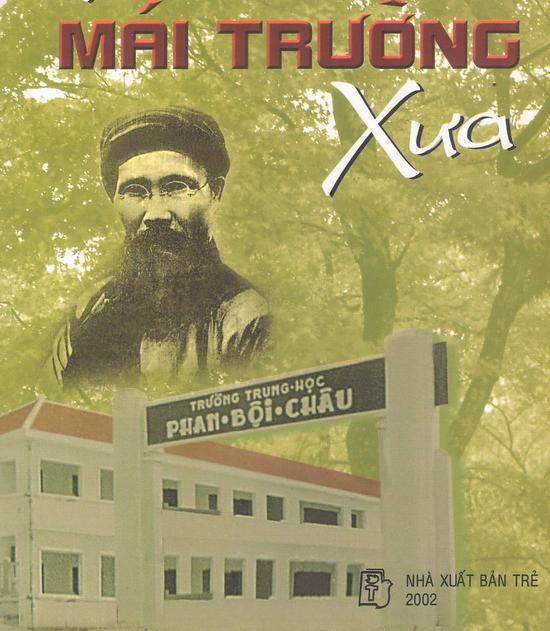 MÁI TRƯỜNG
Xưa
TRƯỜNG TRUNG-HỌC
PHAN·BỘI·CHÂU
NHÀ XUẤT BẢN TRẺ
2002